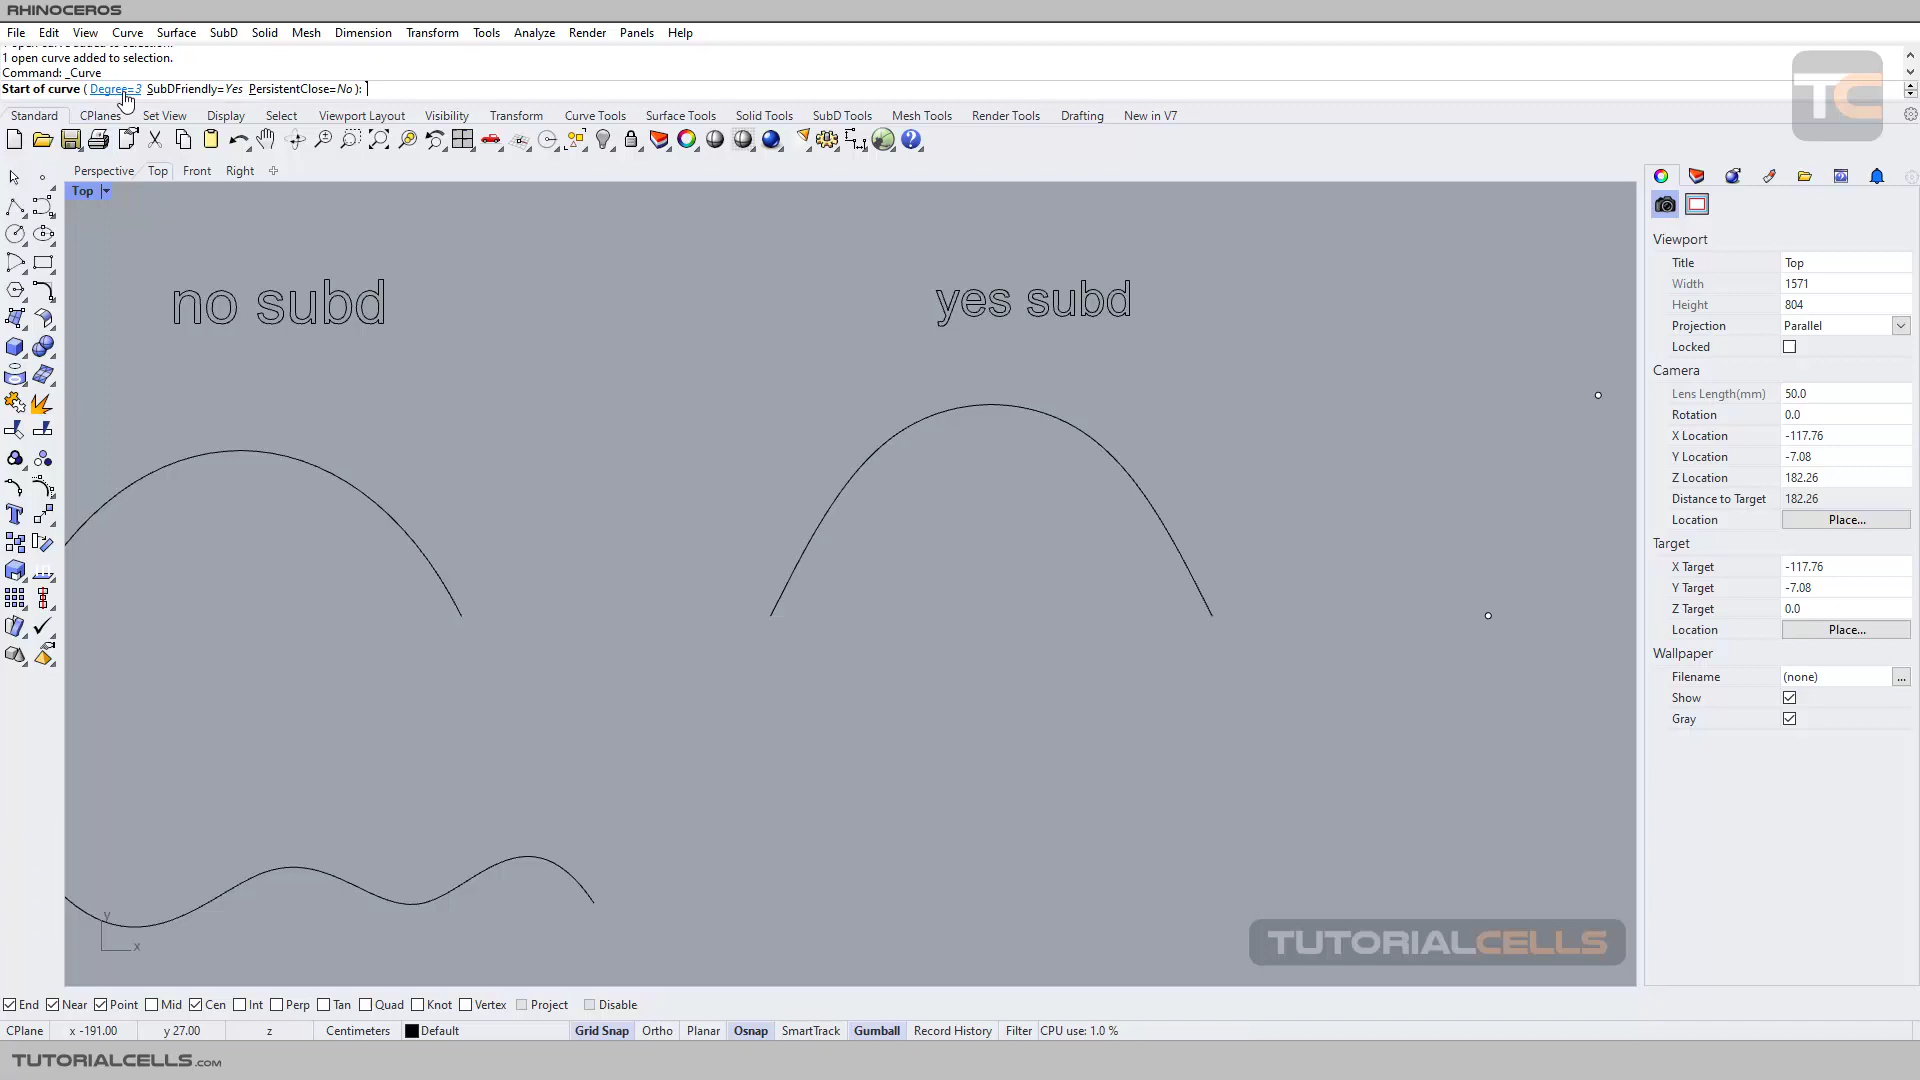 RHINOCEROS
File Edit View Curve Surface SubD Solid Mesh Dimension Transform Tools Analyze Render Panels Help
1 open curve added to selection.
1 open curve added to selection.
Command: _Curve
Start of curve ( Degree=3 SubDFriendly=Yes PersistentClose=No ):
TC
Standard CPlanes Set View Display Select Viewport Layout Visibility Transform Curve Tools Surface Tools Solid Tools SubD Tools Mesh Tools Render Tools Drafting New in V7
Perspective Top Front Right
Top
no subd
yes subd
y
x
TUTORIALCELLS
Viewport
Title Top
Width 1571
Height 804
Projection Parallel
Locked
Camera
Lens Length(mm) 50.0
Rotation 0.0
X Location -117.76
Y Location -7.08
Z Location 182.26
Distance to Target 182.26
Location Place...
Target
X Target -117.76
Y Target -7.08
Z Target 0.0
Location Place...
Wallpaper
Filename (none) ...
Show
Gray
End Near Point Mid Cen Int Perp Tan Quad Knot Vertex Project Disable
CPlane x -191.00 y 27.00 z Centimeters Default Grid Snap Ortho Planar Osnap SmartTrack Gumball Record History Filter CPU use: 1.0 %
TUTORIALCELLS.COM